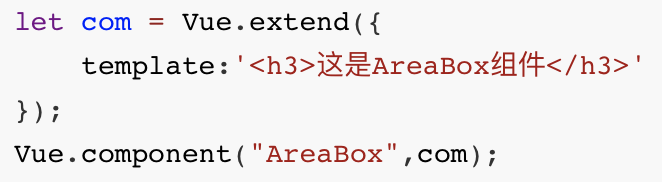 let com = Vue.extend({
    template:'<h3>这是AreaBox组件</h3>'
});
Vue.component("AreaBox",com);